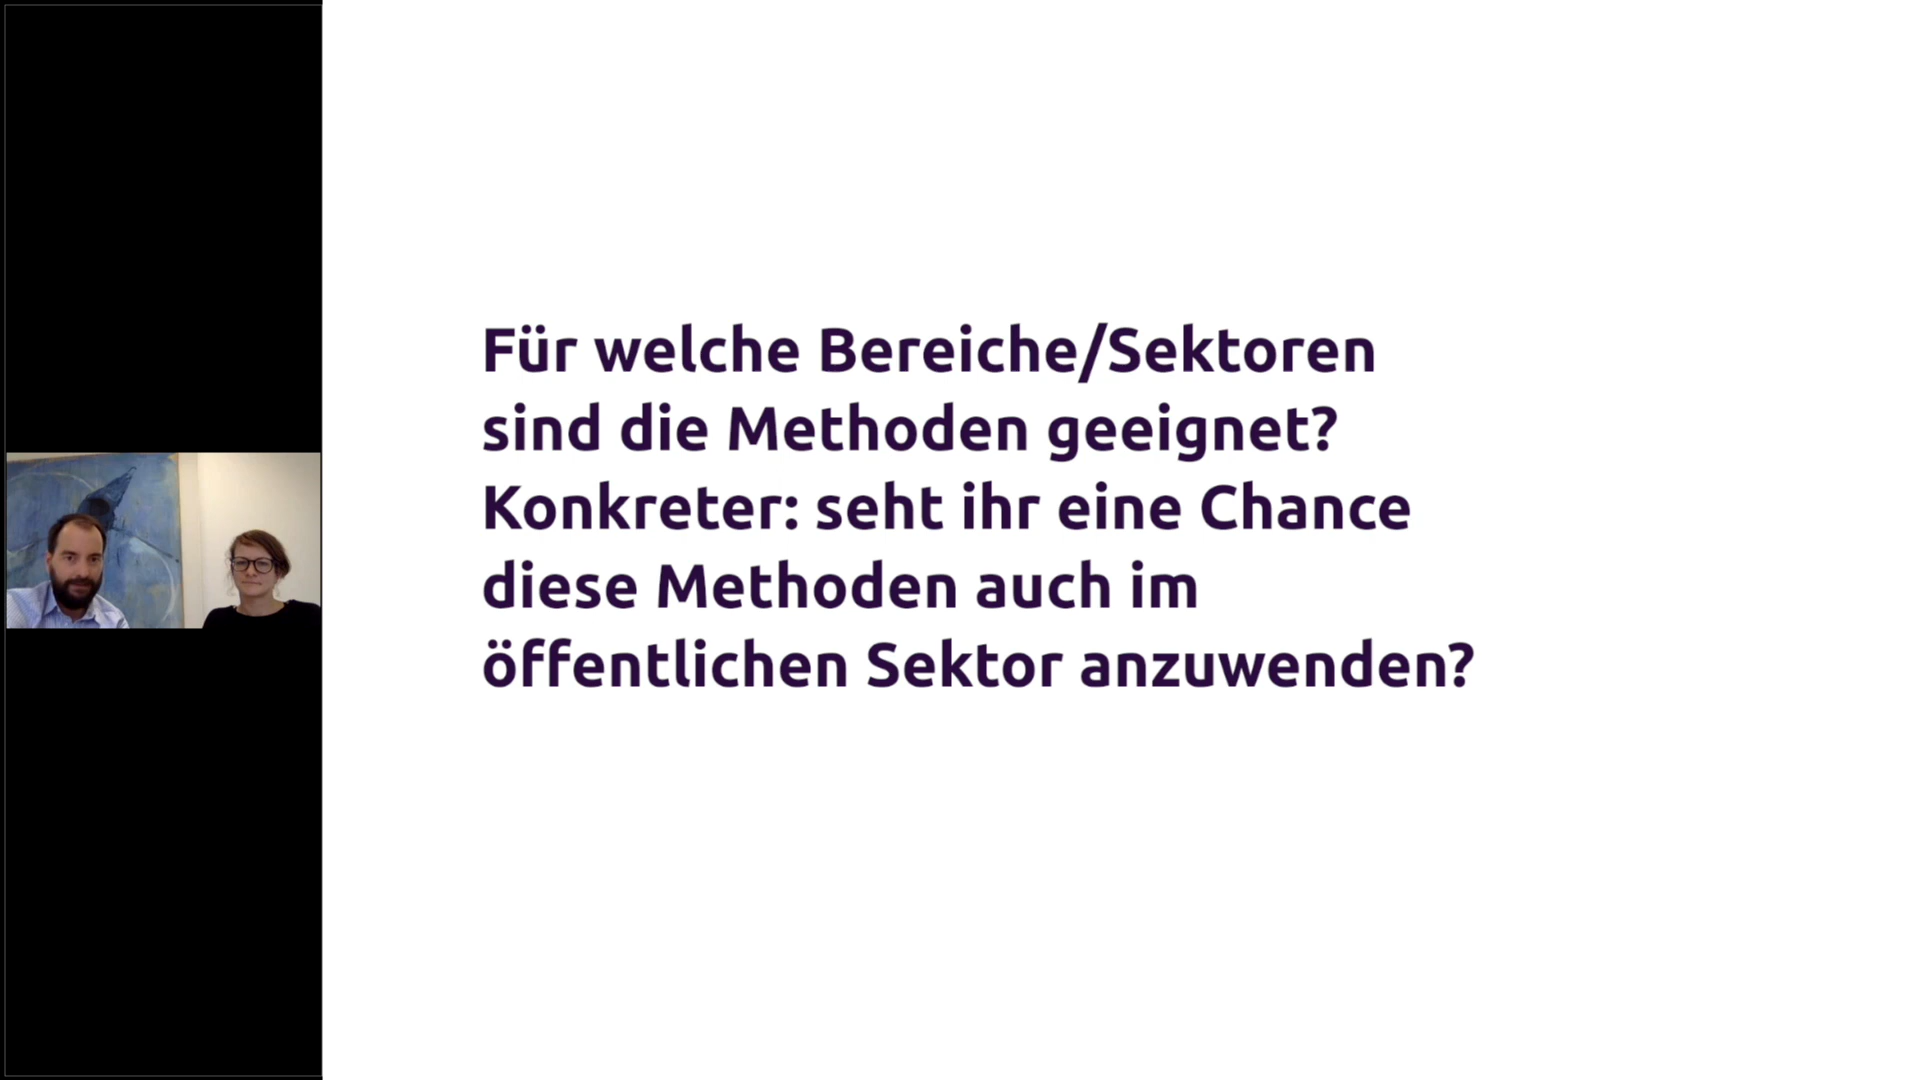 Für welche Bereiche/Sektoren
sind die Methoden geeignet?
Konkreter: seht ihr eine Chance
diese Methoden auch im
öffentlichen Sektor anzuwenden?